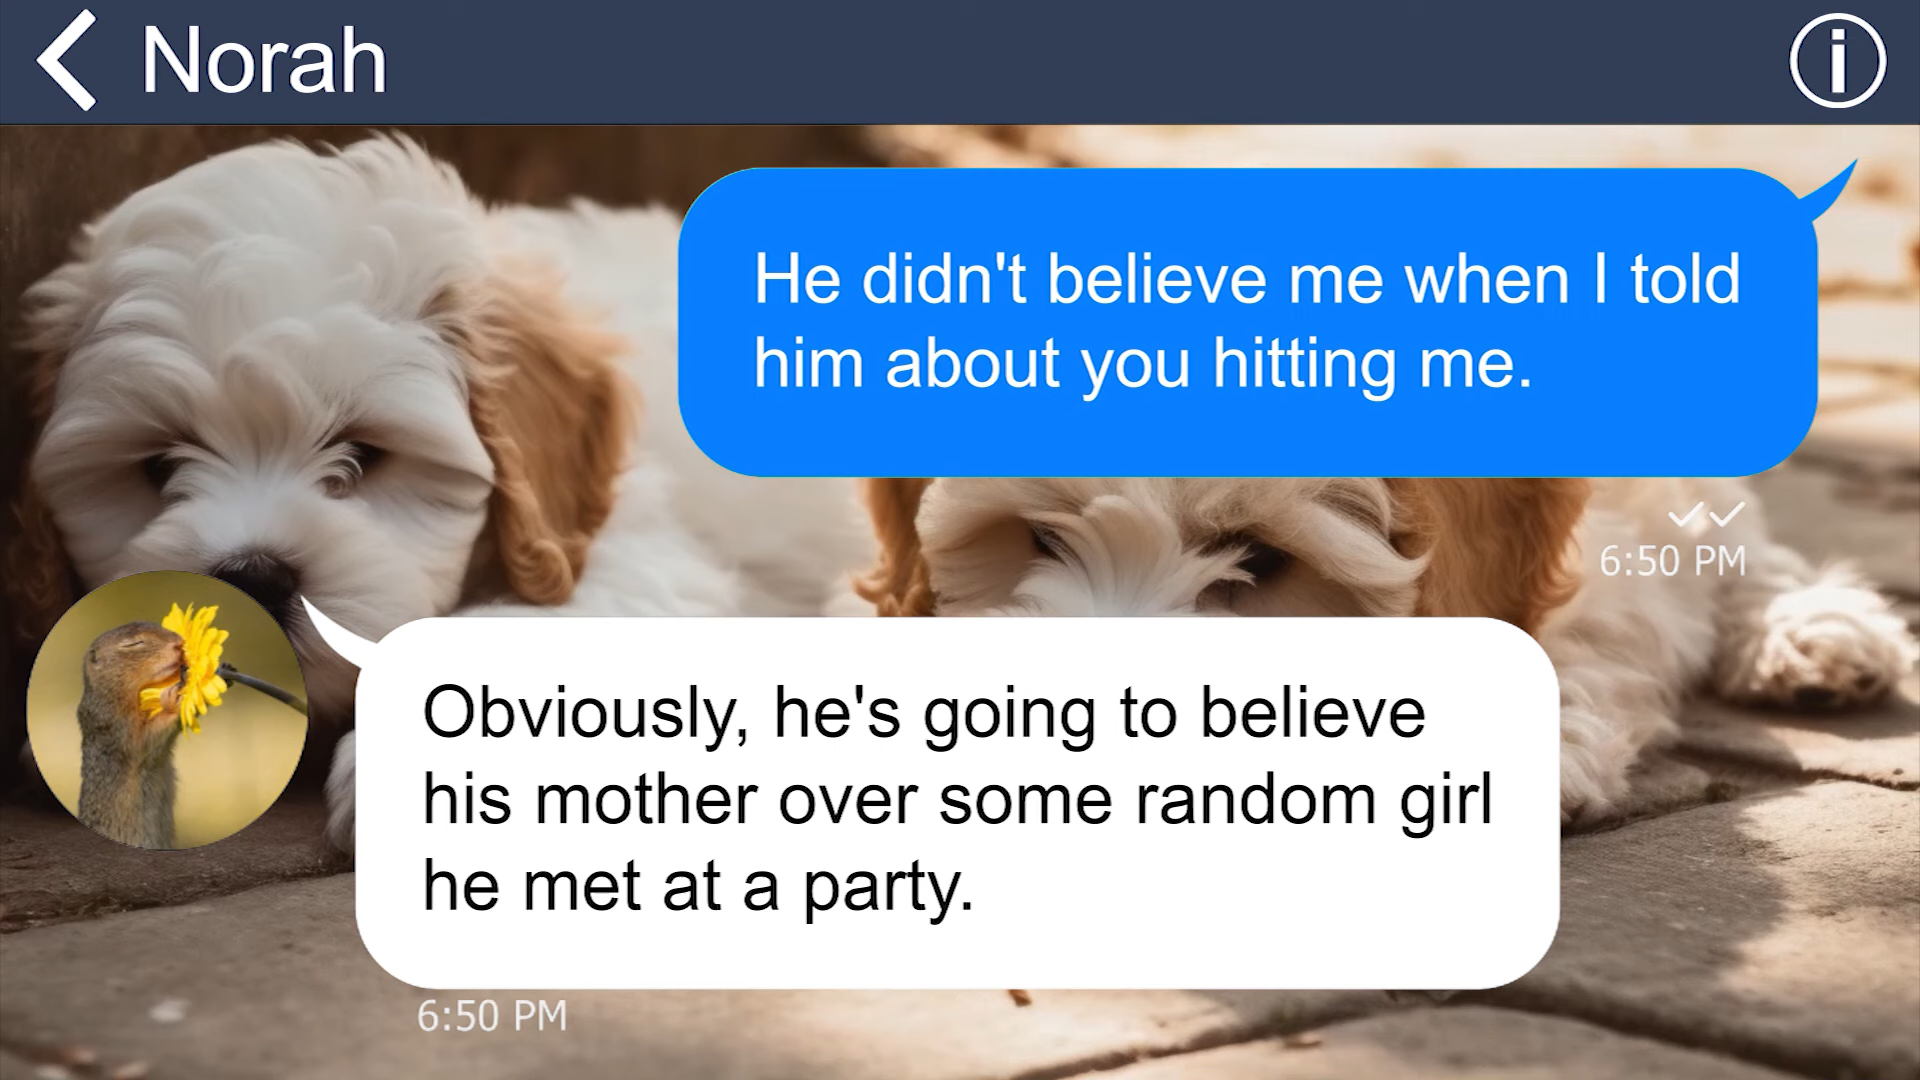 Norah
He didn't believe me when I told
him about you hitting me.
6:50 PM
Obviously, he's going to believe
his mother over some random girl
he met at a party.
6:50 PM